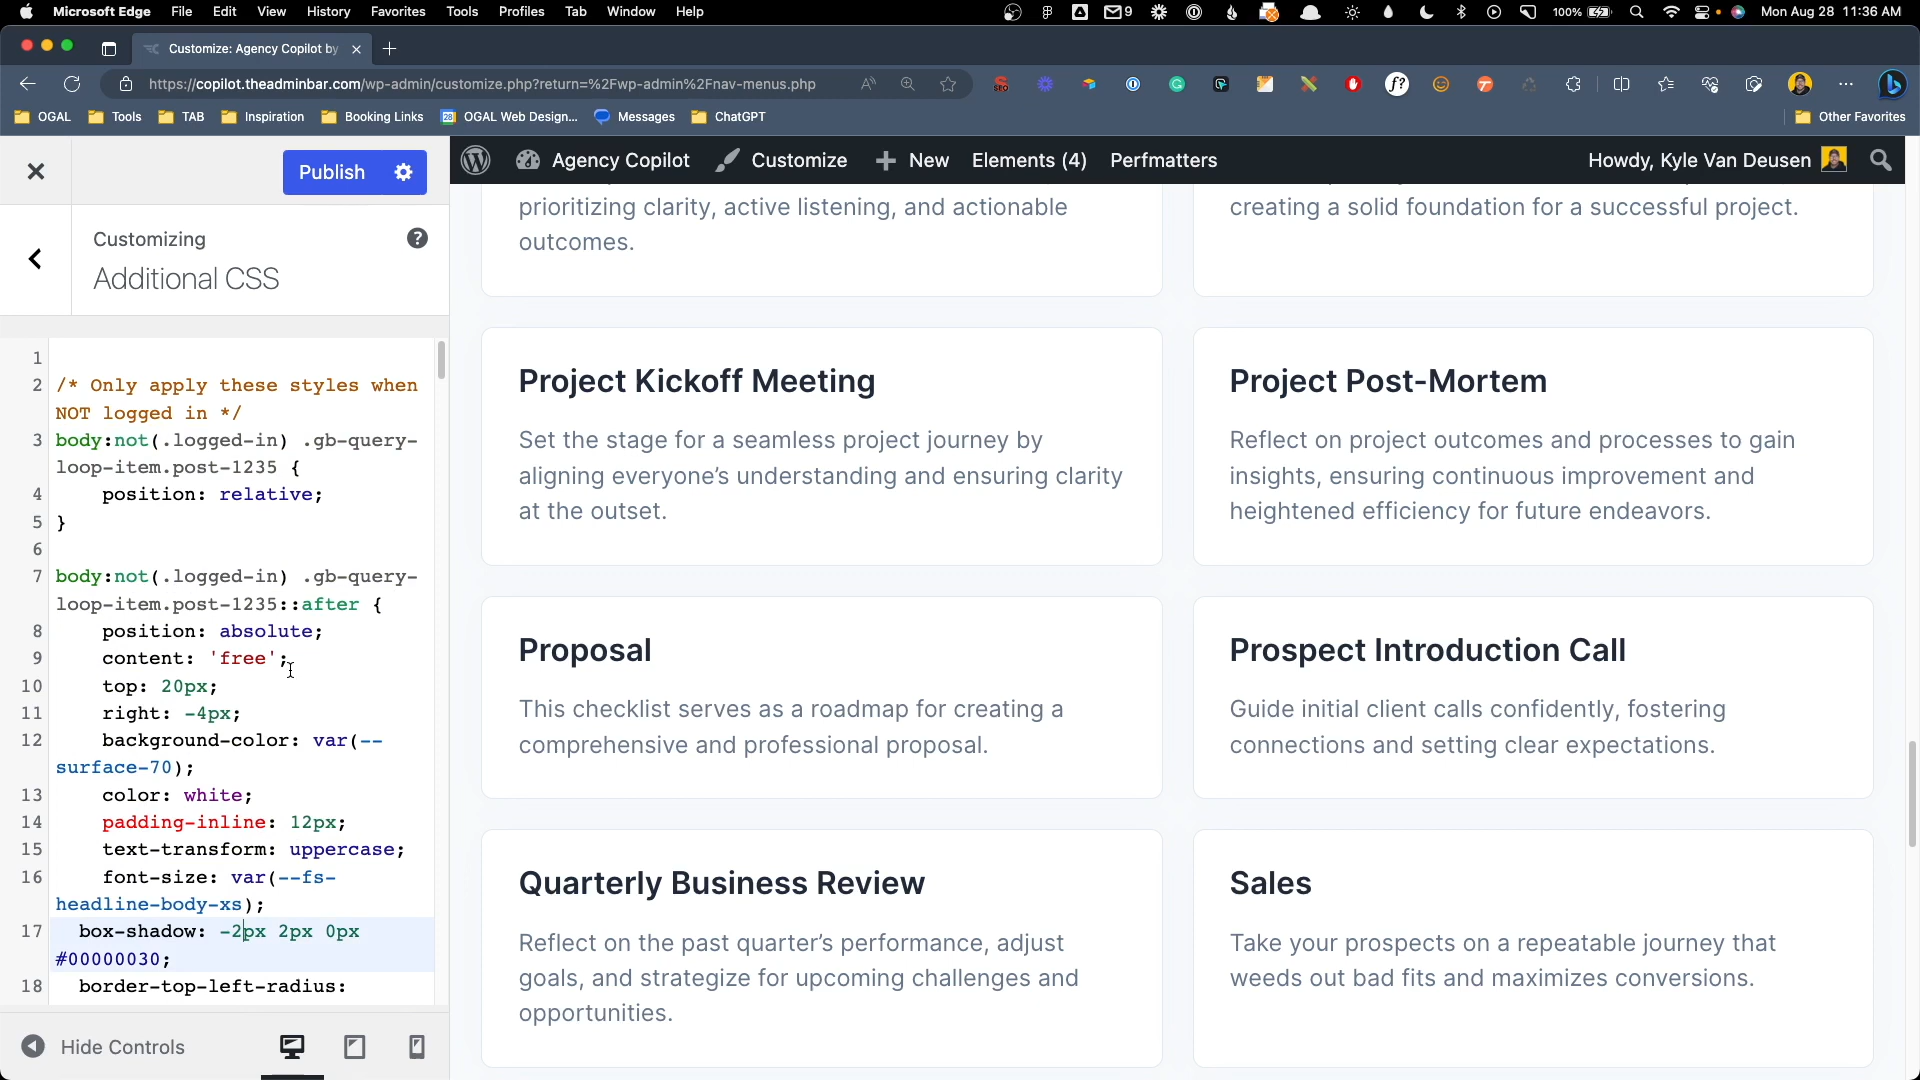 Microsoft Edge File Edit View History Favorites Tools Profiles Tab Window Help 9 100% Mon Aug 28 11:36 AM
Customize: Agency Copilot by
https://copilot.theadminbar.com/wp-admin/customize.php?return=%2Fwp-admin%2Fnav-menus.php
OGAL Tools TAB Inspiration Booking Links 28 OGAL Web Design... Messages ChatGPT Other Favorites
Publish
Agency Copilot Customize New Elements (4) Perfmatters Howdy, Kyle Van Deusen
Customizing
Additional CSS
1
2 /* Only apply these styles when
NOT logged in */
3 body:not(.logged-in) .gb-query-
loop-item.post-1235 {
4 position: relative;
5 }
6
7 body:not(.logged-in) .gb-query-
loop-item.post-1235::after {
8 position: absolute;
9 content: 'free';
10 top: 20px;
11 right: -4px;
12 background-color: var(--
surface-70);
13 color: white;
14 padding-inline: 12px;
15 text-transform: uppercase;
16 font-size: var(--fs-
headline-body-xs);
17 box-shadow: -2px 2px 0px
#00000030;
18 border-top-left-radius:
Hide Controls
prioritizing clarity, active listening, and actionable
outcomes.
creating a solid foundation for a successful project.
Project Kickoff Meeting
Set the stage for a seamless project journey by
aligning everyone’s understanding and ensuring clarity
at the outset.
Project Post-Mortem
Reflect on project outcomes and processes to gain
insights, ensuring continuous improvement and
heightened efficiency for future endeavors.
Proposal
This checklist serves as a roadmap for creating a
comprehensive and professional proposal.
Prospect Introduction Call
Guide initial client calls confidently, fostering
connections and setting clear expectations.
Quarterly Business Review
Reflect on the past quarter’s performance, adjust
goals, and strategize for upcoming challenges and
opportunities.
Sales
Take your prospects on a repeatable journey that
weeds out bad fits and maximizes conversions.